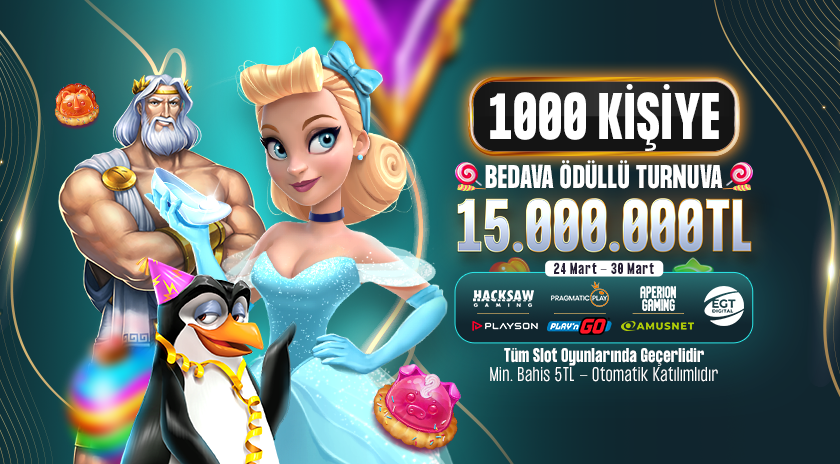 1000 KİŞİYE
BEDAVA ÖDÜLLÜ TURNUVA
15.000.000TL
24 Mart – 30 Mart
HACKSAW GAMING
PRAGMATIC PLAY
APERION GAMING
EGT DIGITAL
PLAYSON
PLAY'n GO
AMUSNET
Tüm Slot Oyunlarında Geçerlidir
Min. Bahis 5TL – Otomatik Katılımlıdır